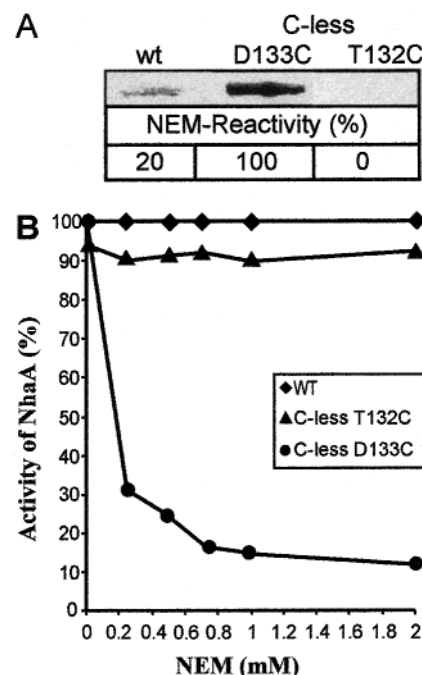 A
C-less
wt D133C T132C
NEM-Reactivity (%)
20 100 0
B
100
90
80
70
60
50
40
30
20
10
0
Activity of NhaA (%)
WT
C-less T132C
C-less D133C
0 0.2 0.4 0.6 0.8 1 1.2 1.4 1.6 1.8 2
NEM (mM)